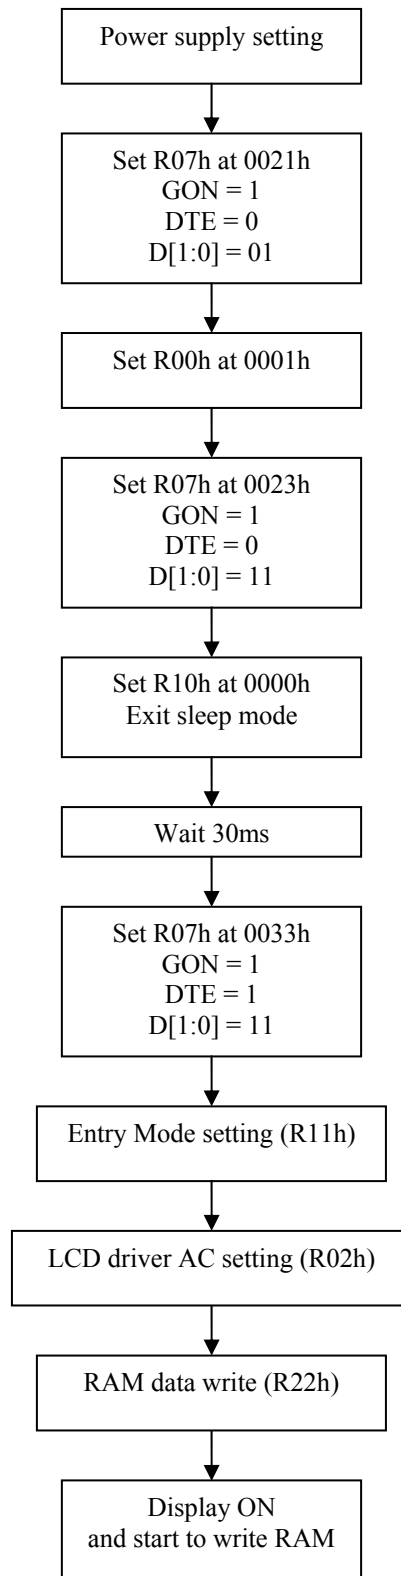 Power supply setting
Set R07h at 0021h
GON = 1
DTE = 0
D[1:0] = 01
Set R00h at 0001h
Set R07h at 0023h
GON = 1
DTE = 0
D[1:0] = 11
Set R10h at 0000h
Exit sleep mode
Wait 30ms
Set R07h at 0033h
GON = 1
DTE = 1
D[1:0] = 11
Entry Mode setting (R11h)
LCD driver AC setting (R02h)
RAM data write (R22h)
Display ON
and start to write RAM